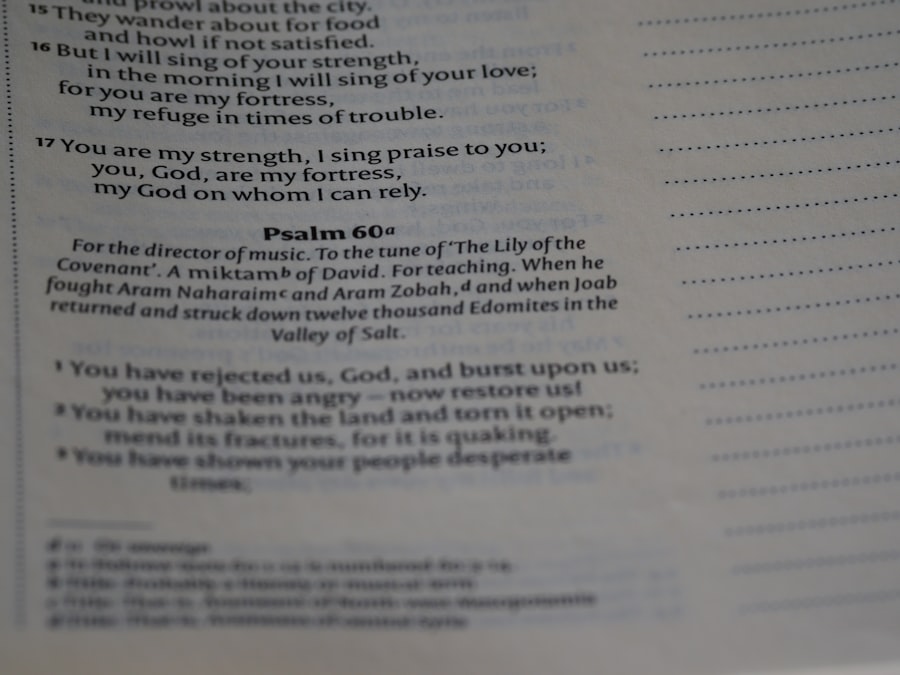 and prowl about the city.
15 They wander about for food
and howl if not satisfied.
16 But I will sing of your strength,
in the morning I will sing of your love;
for you are my fortress,
my refuge in times of trouble.
17 You are my strength, I sing praise to you;
you, God, are my fortress,
my God on whom I can rely.
Psalm 60a
For the director of music. To the tune of 'The Lily of the
Covenant'. A miktamb of David. For teaching. When he
fought Aram Naharaimc and Aram Zobah,d and when Joab
returned and struck down twelve thousand Edomites in the
Valley of Salt.
1 You have rejected us, God, and burst upon us;
you have been angry – now restore us!
2 You have shaken the land and torn it open;
mend its fractures, for it is quaking.
3 You have shown your people desperate
times;